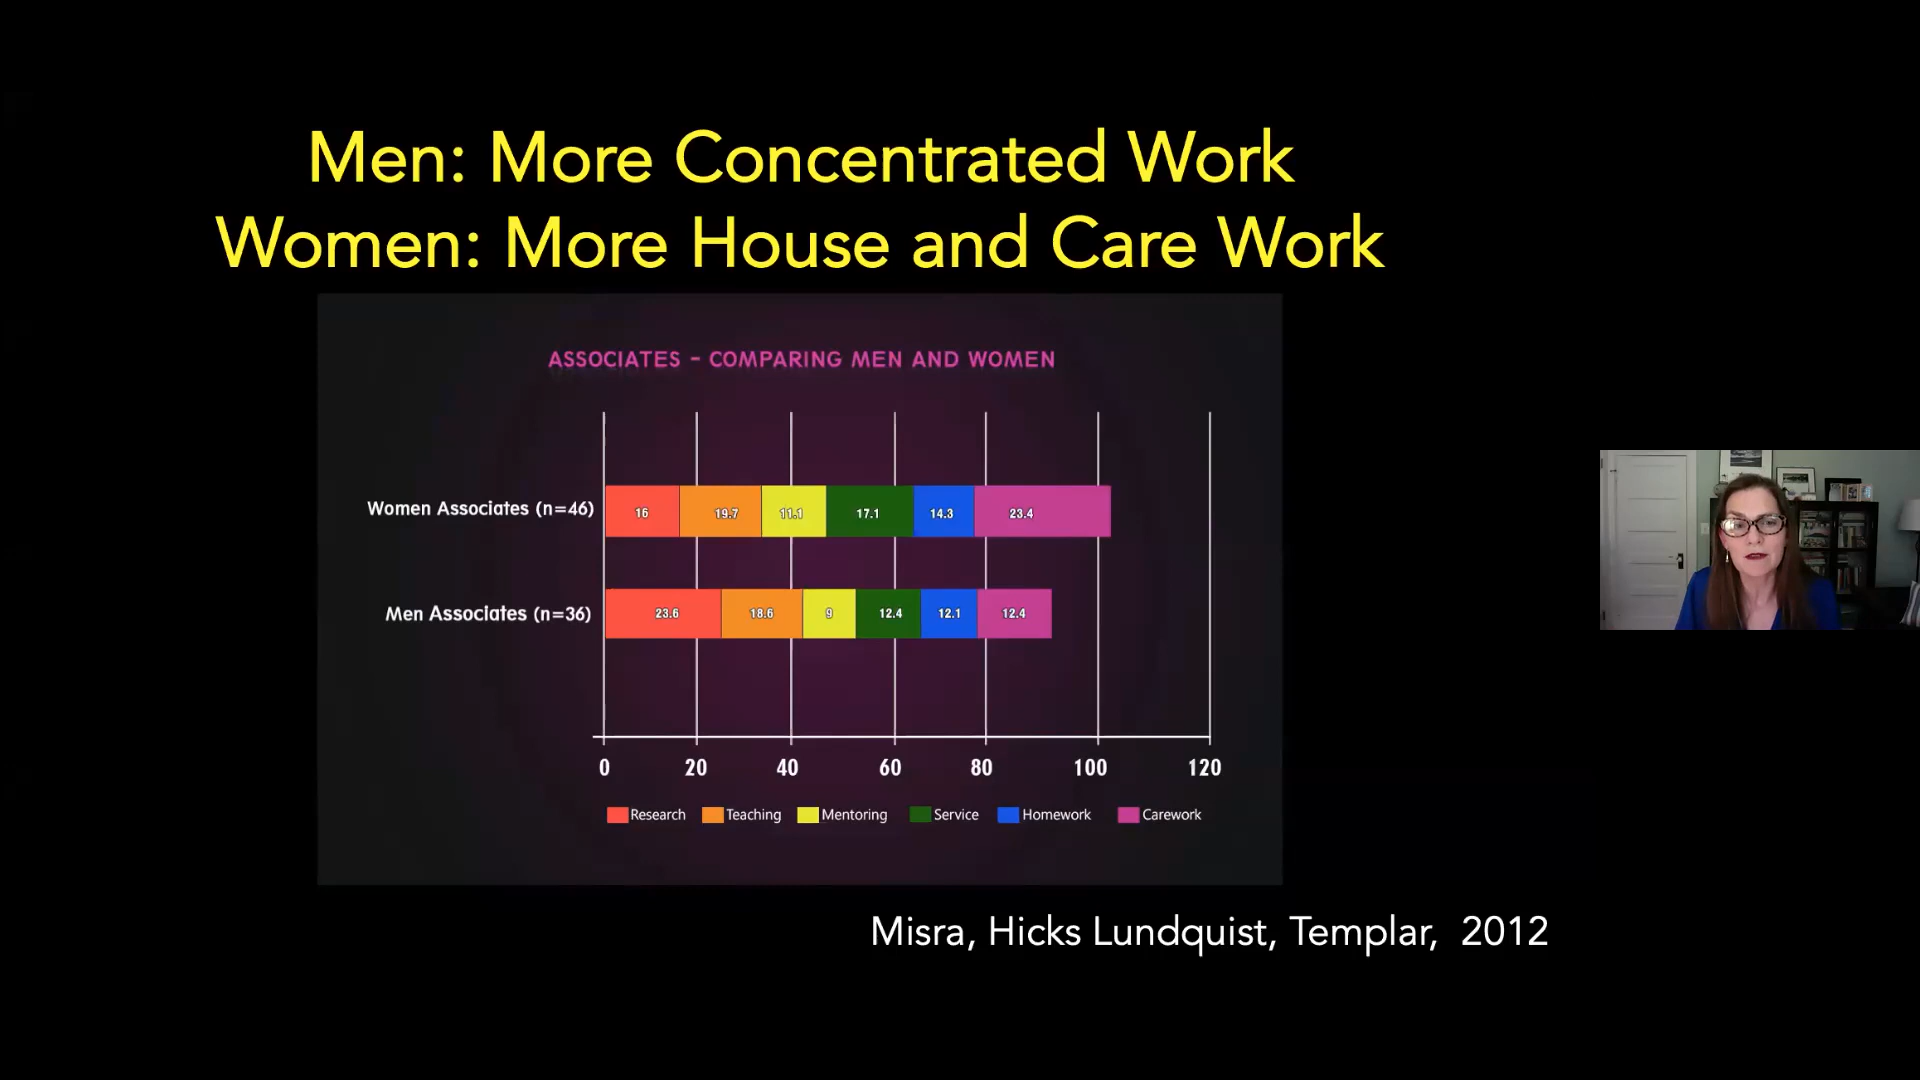 Men: More Concentrated Work
Women: More House and Care Work
ASSOCIATES - COMPARING MEN AND WOMEN
Women Associates (n=46)
16 19.7 11.1 17.1 14.3 23.4
Men Associates (n=36)
23.6 18.6 9 12.4 12.1 12.4
0 20 40 60 80 100 120
Research Teaching Mentoring Service Homework Carework
Misra, Hicks Lundquist, Templar, 2012